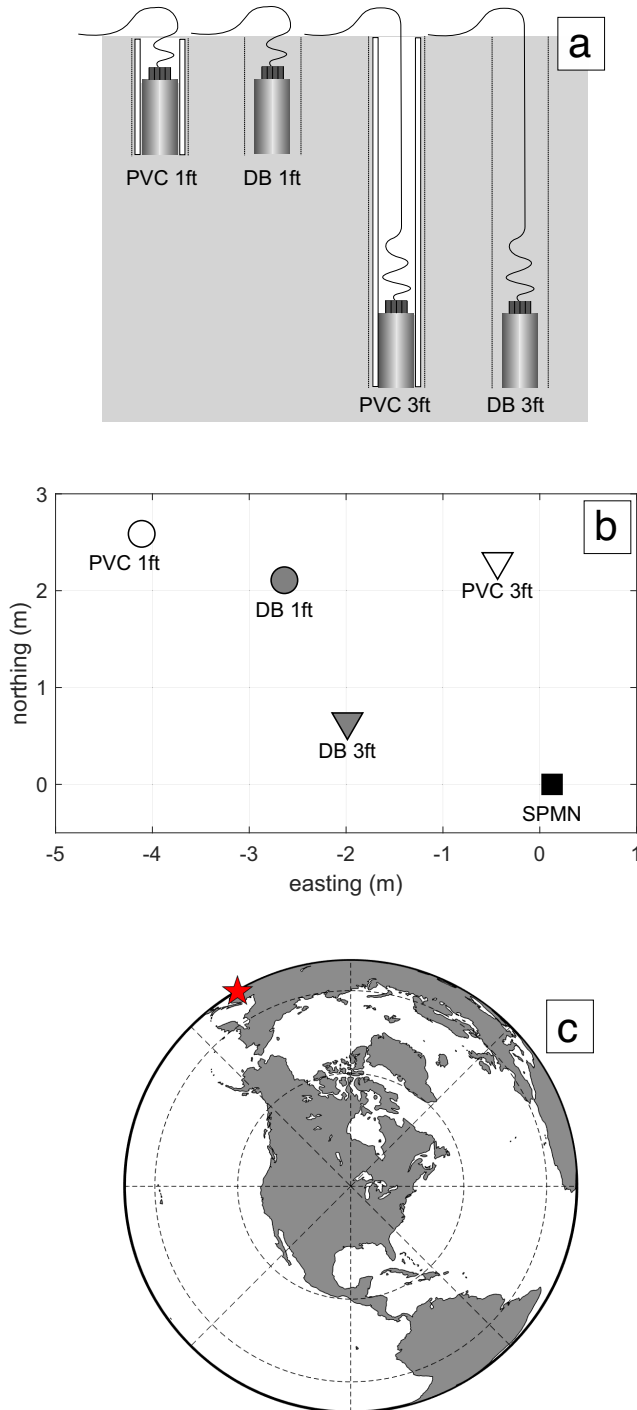 a
PVC 1ft
DB 1ft
PVC 3ft
DB 3ft
b
3
2
1
0
northing (m)
PVC 1ft
DB 1ft
PVC 3ft
DB 3ft
SPMN
-5 -4 -3 -2 -1 0 1
easting (m)
c